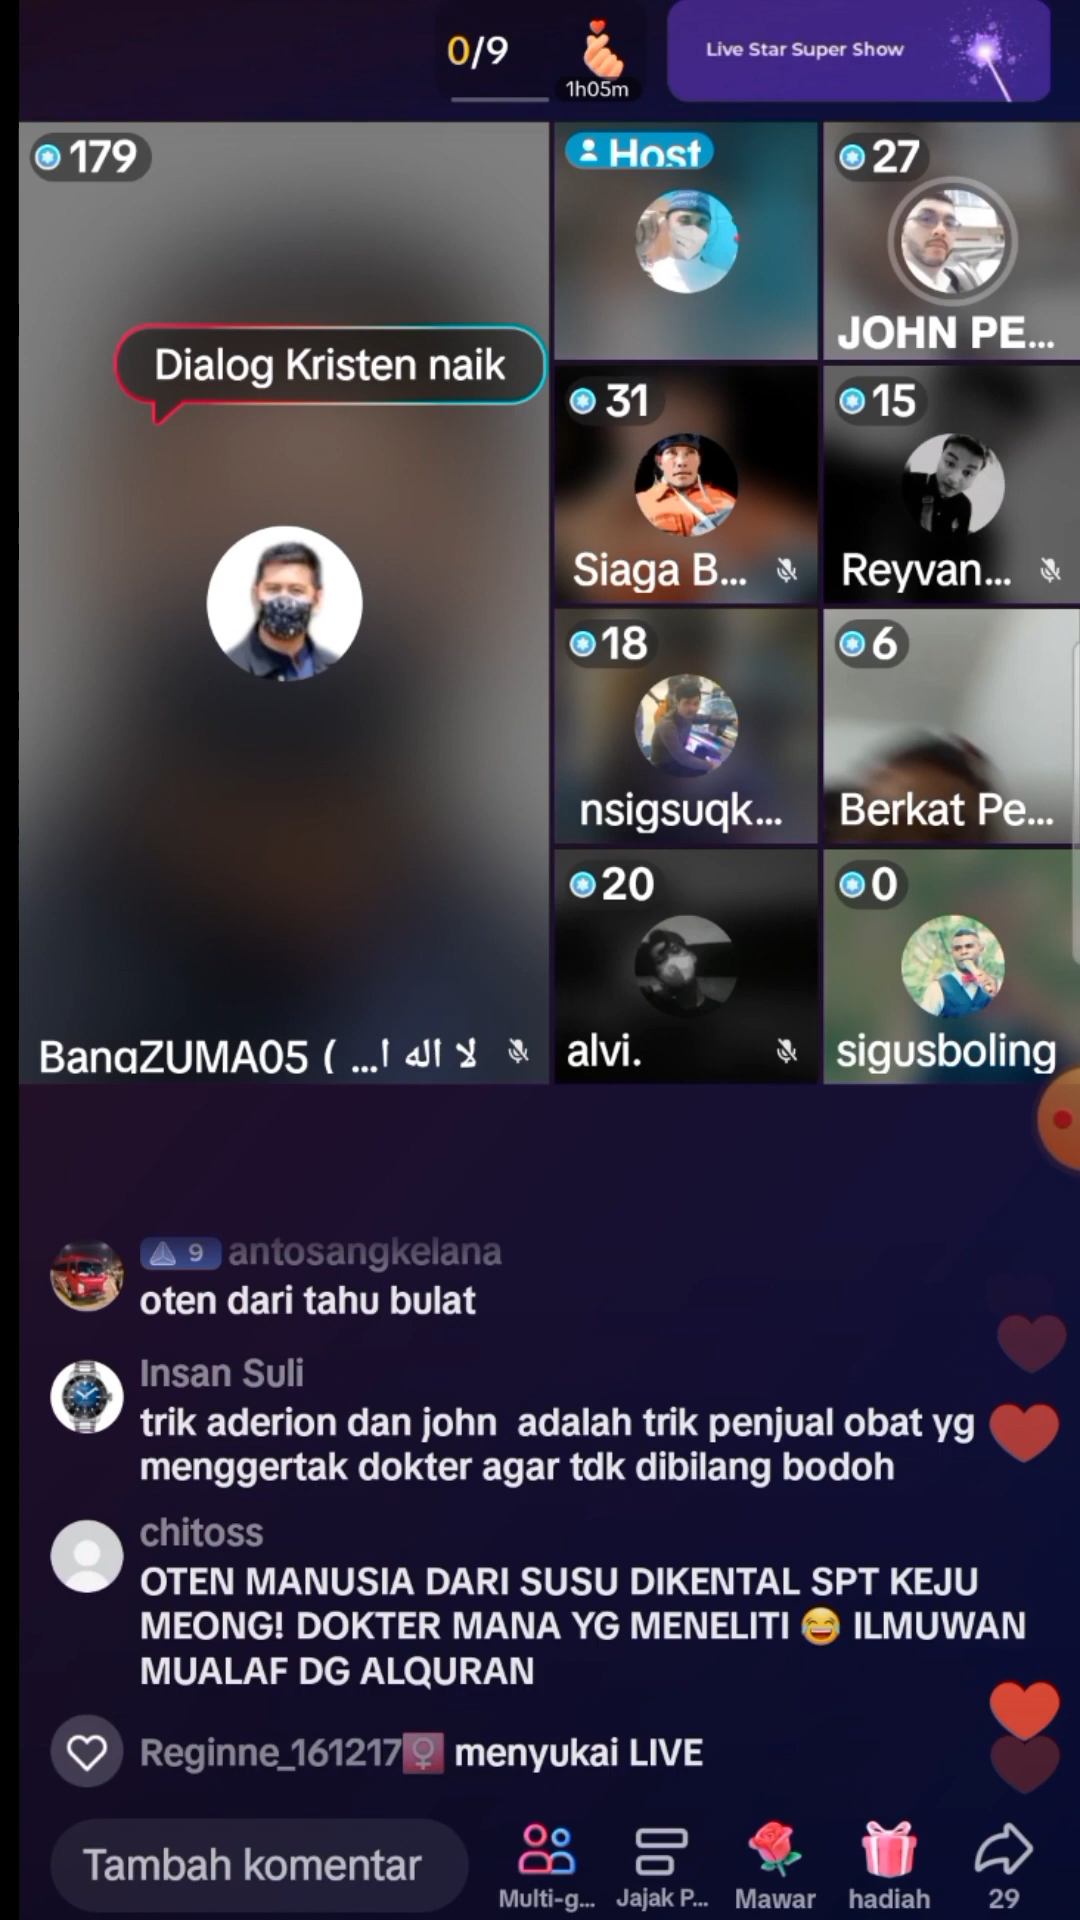 0/9
1h05m
Live Star Super Show
179
Host
27
Dialog Kristen naik
JOHN PE...
31
15
Siaga B...
Reyvan...
18
6
nsigsuqk...
Berkat Pe...
20
0
BangZUMA05 ( ...لا اله ا
alvi.
sigusboling
9 antosangkelana
oten dari tahu bulat
Insan Suli
trik aderion dan john adalah trik penjual obat yg
menggertak dokter agar tdk dibilang bodoh
chitoss
OTEN MANUSIA DARI SUSU DIKENTAL SPT KEJU
MEONG! DOKTER MANA YG MENELITI 😂 ILMUWAN
MUALAF DG ALQURAN
Reginne_161217♀ menyukai LIVE
Tambah komentar
Multi-g...
Jajak P...
Mawar
hadiah
29